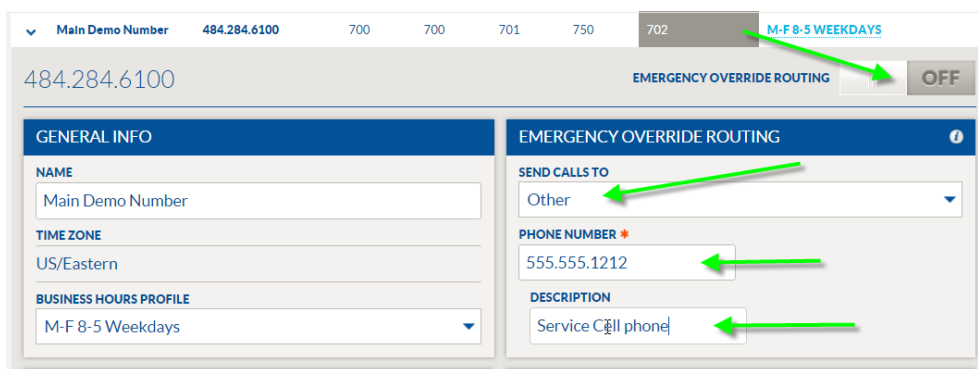 Main Demo Number 484.284.6100 700 700 701 750 702 M-F 8-5 WEEKDAYS
484.284.6100 EMERGENCY OVERRIDE ROUTING OFF
GENERAL INFO
NAME
Main Demo Number
TIME ZONE
US/Eastern
BUSINESS HOURS PROFILE
M-F 8-5 Weekdays
EMERGENCY OVERRIDE ROUTING
SEND CALLS TO
Other
PHONE NUMBER *
555.555.1212
DESCRIPTION
Service Cell phone